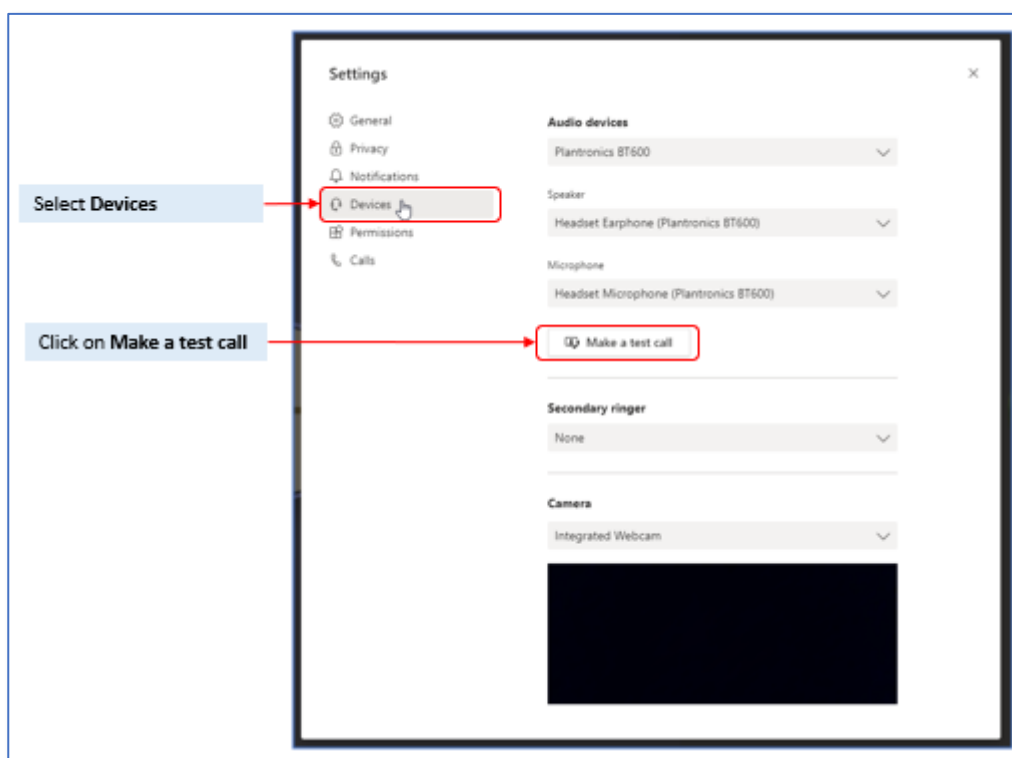 Settings
General
Privacy
Notifications
Devices
Permissions
Calls
Select Devices
Click on Make a test call
Audio devices
Plantronics BT600
Speaker
Headset Earphone (Plantronics BT600)
Microphone
Headset Microphone (Plantronics BT600)
Make a test call
Secondary ringer
None
Camera
Integrated Webcam